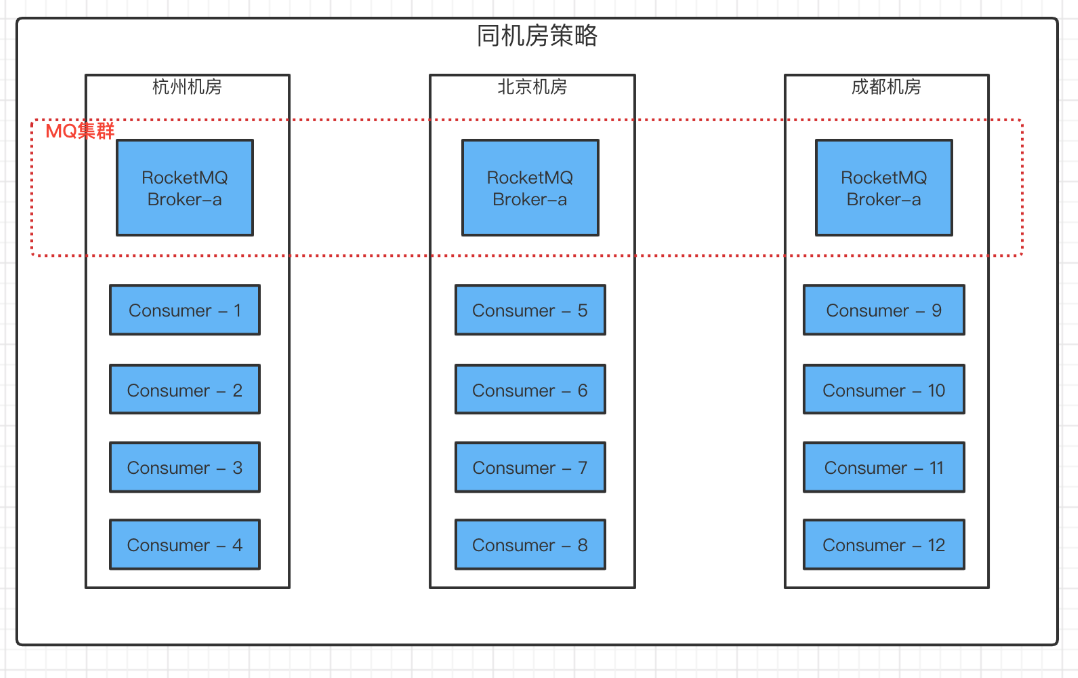 同机房策略
杭州机房
北京机房
成都机房
MQ集群
RocketMQ
Broker-a
RocketMQ
Broker-a
RocketMQ
Broker-a
Consumer - 1
Consumer - 5
Consumer - 9
Consumer - 2
Consumer - 6
Consumer - 10
Consumer - 3
Consumer - 7
Consumer - 11
Consumer - 4
Consumer - 8
Consumer - 12